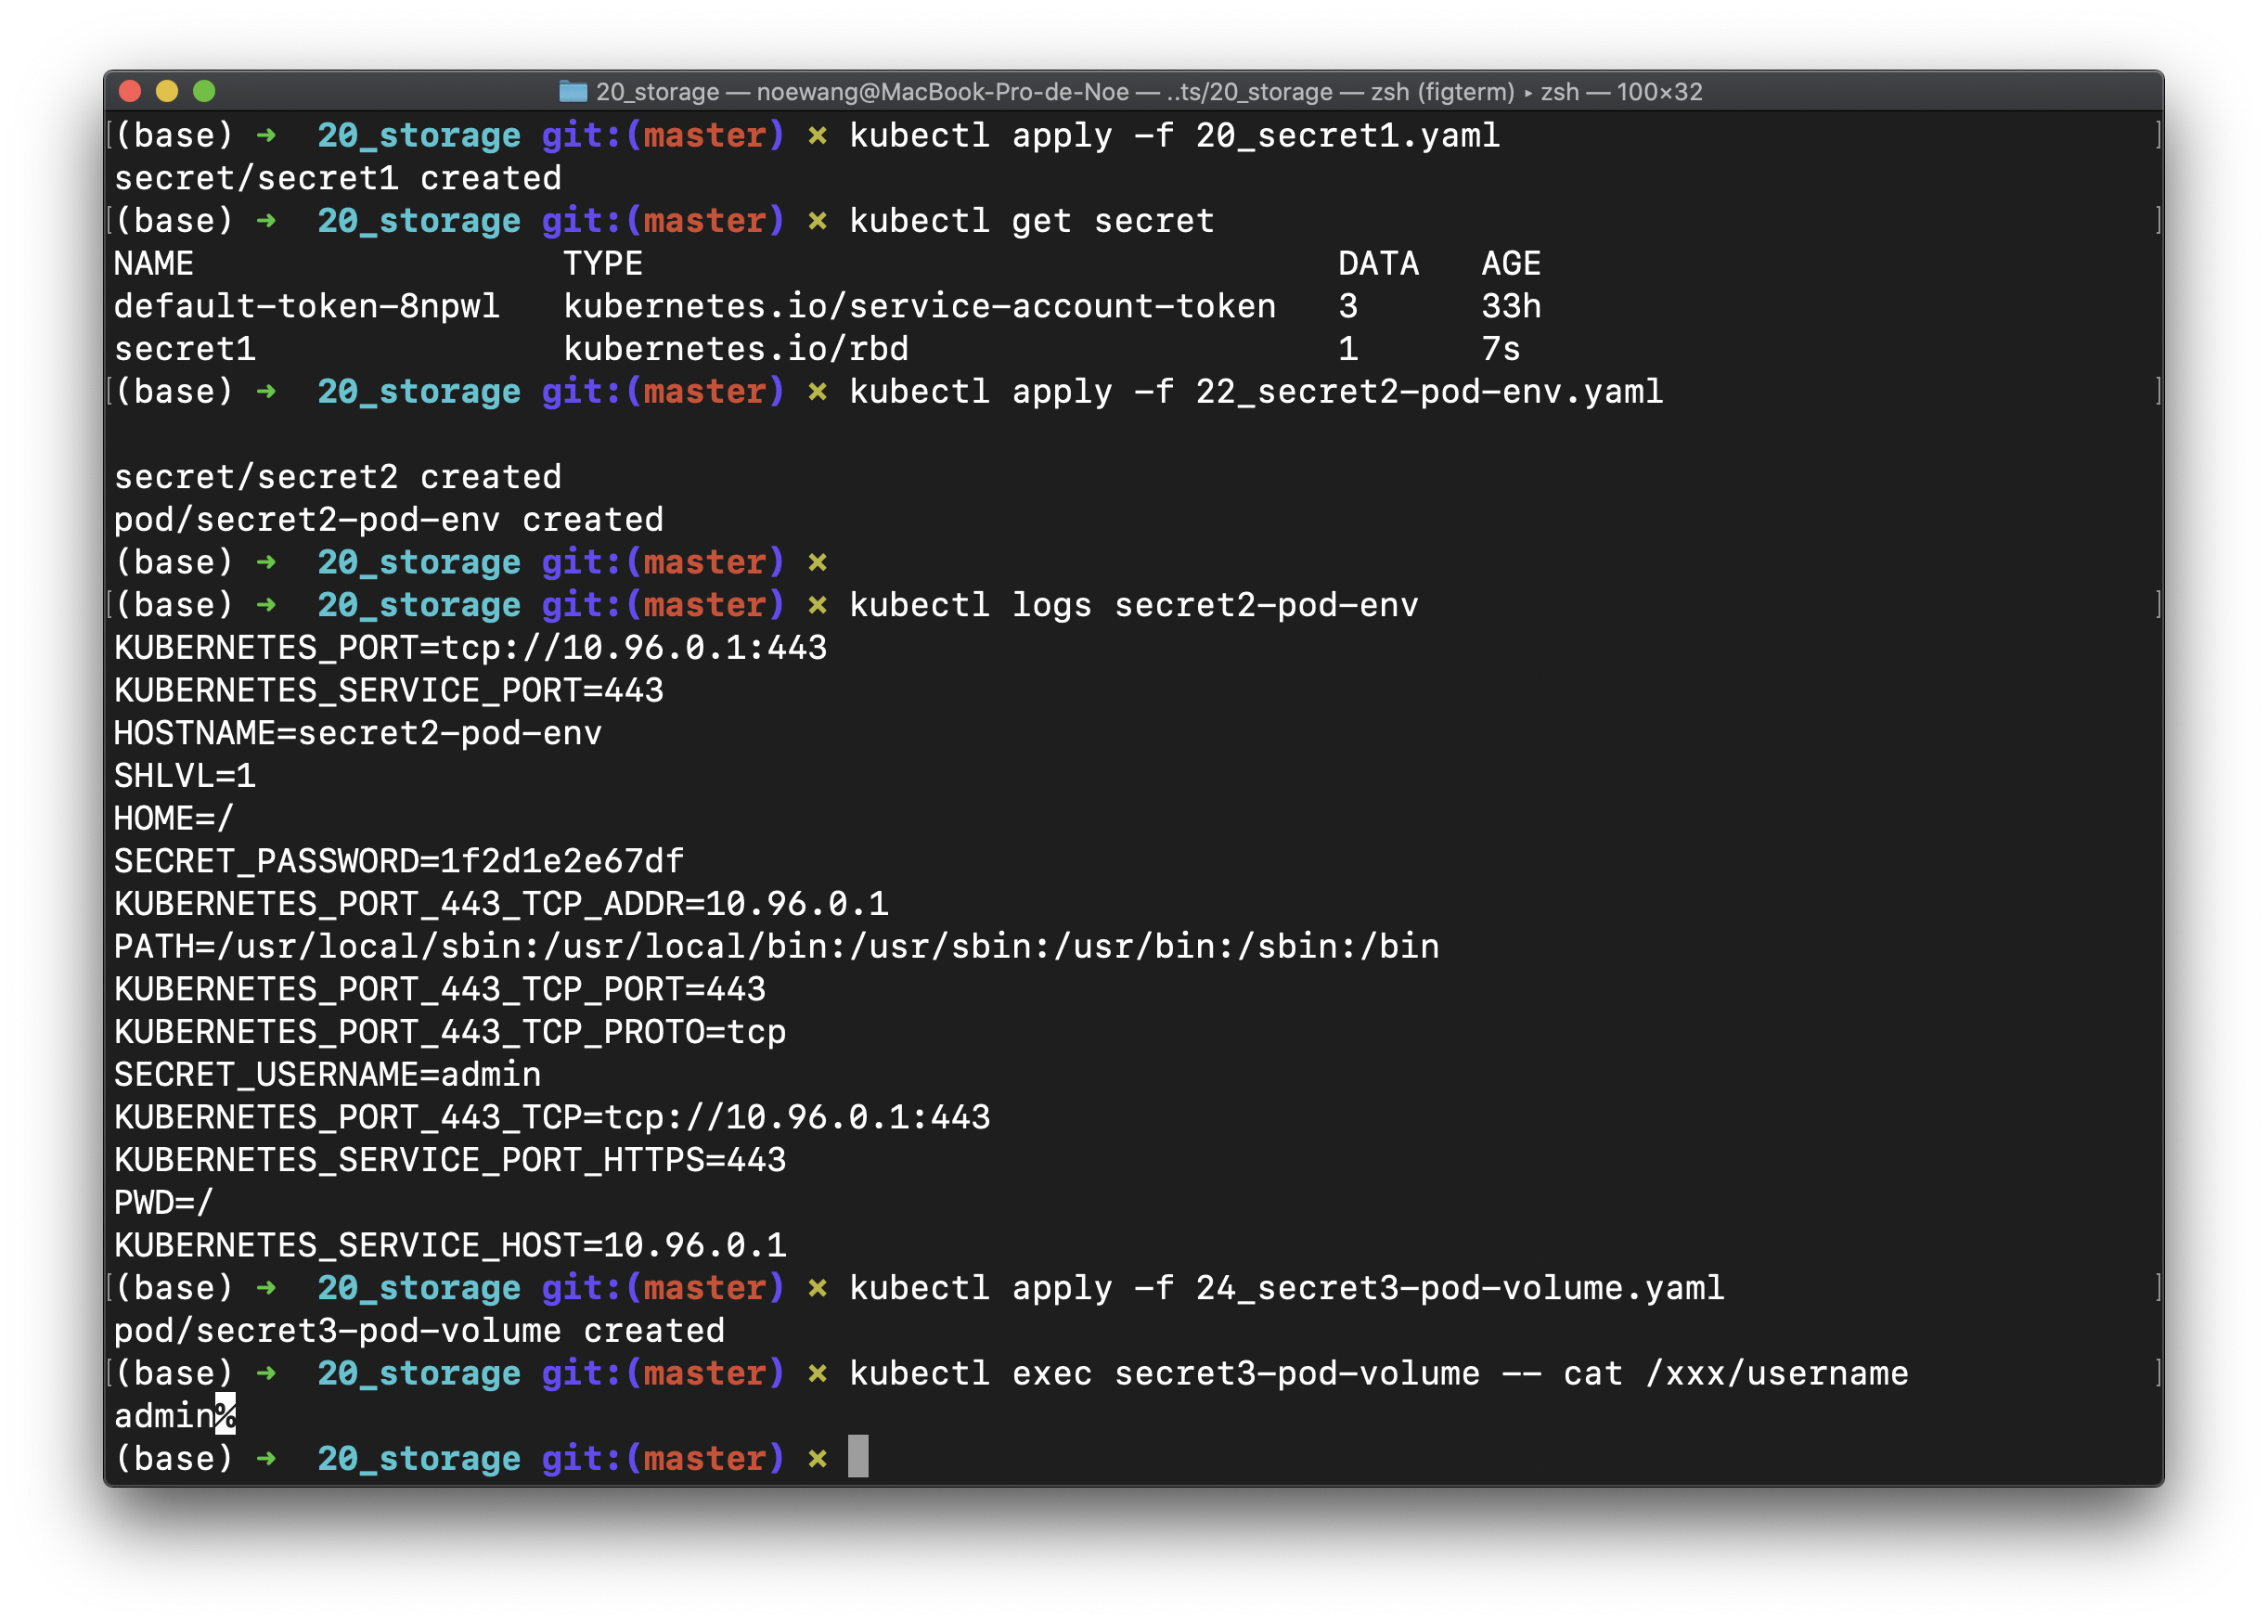 20_storage — noewang@MacBook-Pro-de-Noe — ..ts/20_storage — zsh (figterm) ▸ zsh — 100×32
[(base) ➜  20_storage git:(master) ✗ kubectl apply -f 20_secret1.yaml ]
secret/secret1 created
[(base) ➜  20_storage git:(master) ✗ kubectl get secret ]
NAME                  TYPE                                  DATA   AGE
default-token-8npwl   kubernetes.io/service-account-token   3      33h
secret1               kubernetes.io/rbd                     1      7s
[(base) ➜  20_storage git:(master) ✗ kubectl apply -f 22_secret2-pod-env.yaml ]
secret/secret2 created
pod/secret2-pod-env created
(base) ➜  20_storage git:(master) ✗
[(base) ➜  20_storage git:(master) ✗ kubectl logs secret2-pod-env ]
KUBERNETES_PORT=tcp://10.96.0.1:443
KUBERNETES_SERVICE_PORT=443
HOSTNAME=secret2-pod-env
SHLVL=1
HOME=/
SECRET_PASSWORD=1f2d1e2e67df
KUBERNETES_PORT_443_TCP_ADDR=10.96.0.1
PATH=/usr/local/sbin:/usr/local/bin:/usr/sbin:/usr/bin:/sbin:/bin
KUBERNETES_PORT_443_TCP_PORT=443
KUBERNETES_PORT_443_TCP_PROTO=tcp
SECRET_USERNAME=admin
KUBERNETES_PORT_443_TCP=tcp://10.96.0.1:443
KUBERNETES_SERVICE_PORT_HTTPS=443
PWD=/
KUBERNETES_SERVICE_HOST=10.96.0.1
[(base) ➜  20_storage git:(master) ✗ kubectl apply -f 24_secret3-pod-volume.yaml ]
pod/secret3-pod-volume created
[(base) ➜  20_storage git:(master) ✗ kubectl exec secret3-pod-volume -- cat /xxx/username ]
admin%
(base) ➜  20_storage git:(master) ✗